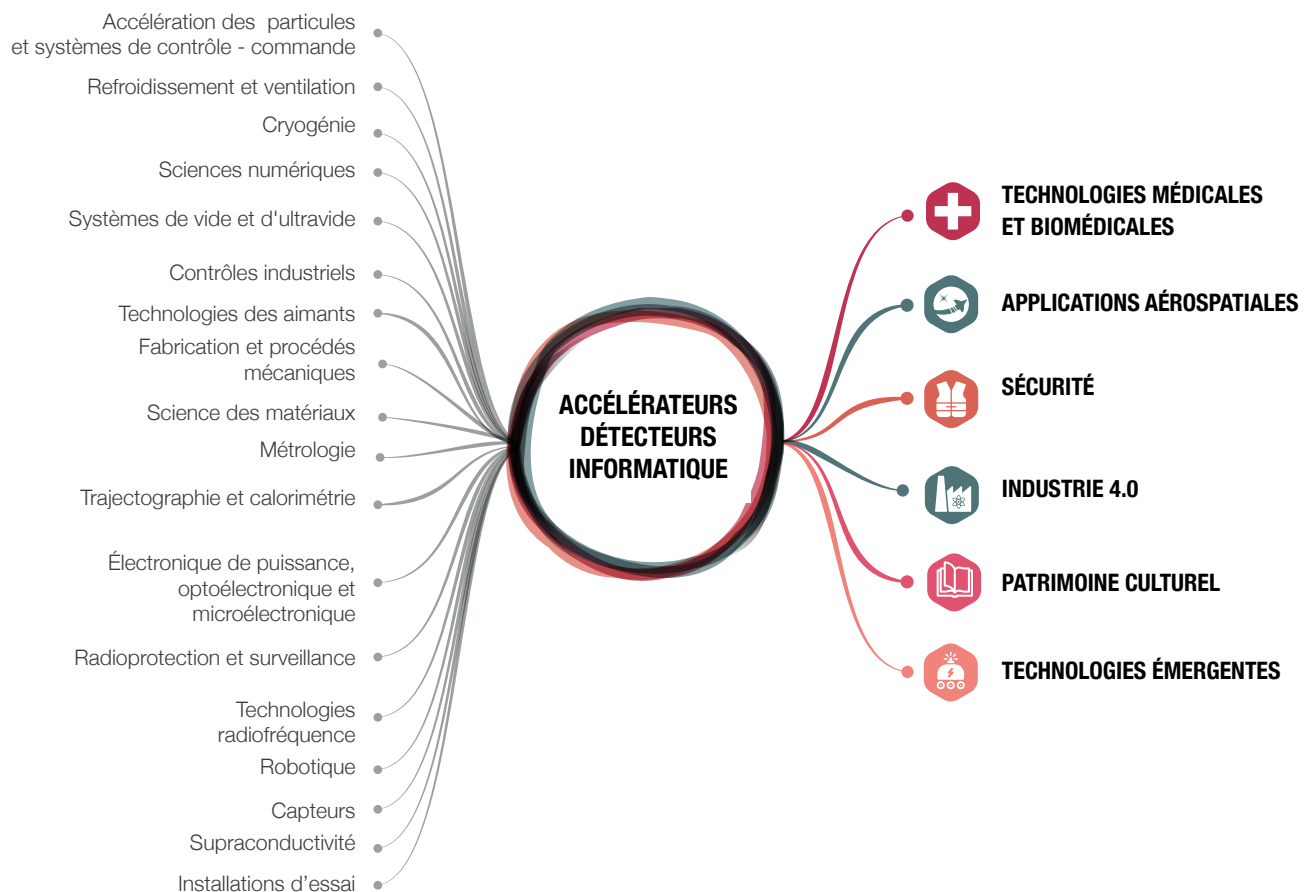 Accélération des particules
et systèmes de contrôle - commande
Refroidissement et ventilation
Cryogénie
Sciences numériques
Systèmes de vide et d'ultravide
Contrôles industriels
Technologies des aimants
Fabrication et procédés
mécaniques
Science des matériaux
Métrologie
Trajectographie et calorimétrie
Électronique de puissance,
optoélectronique et
microélectronique
Radioprotection et surveillance
Technologies
radiofréquence
Robotique
Capteurs
Supraconductivité
Installations d’essai
ACCÉLÉRATEURS
DÉTECTEURS
INFORMATIQUE
TECHNOLOGIES MÉDICALES
ET BIOMÉDICALES
APPLICATIONS AÉROSPATIALES
SÉCURITÉ
INDUSTRIE 4.0
PATRIMOINE CULTUREL
TECHNOLOGIES ÉMERGENTES